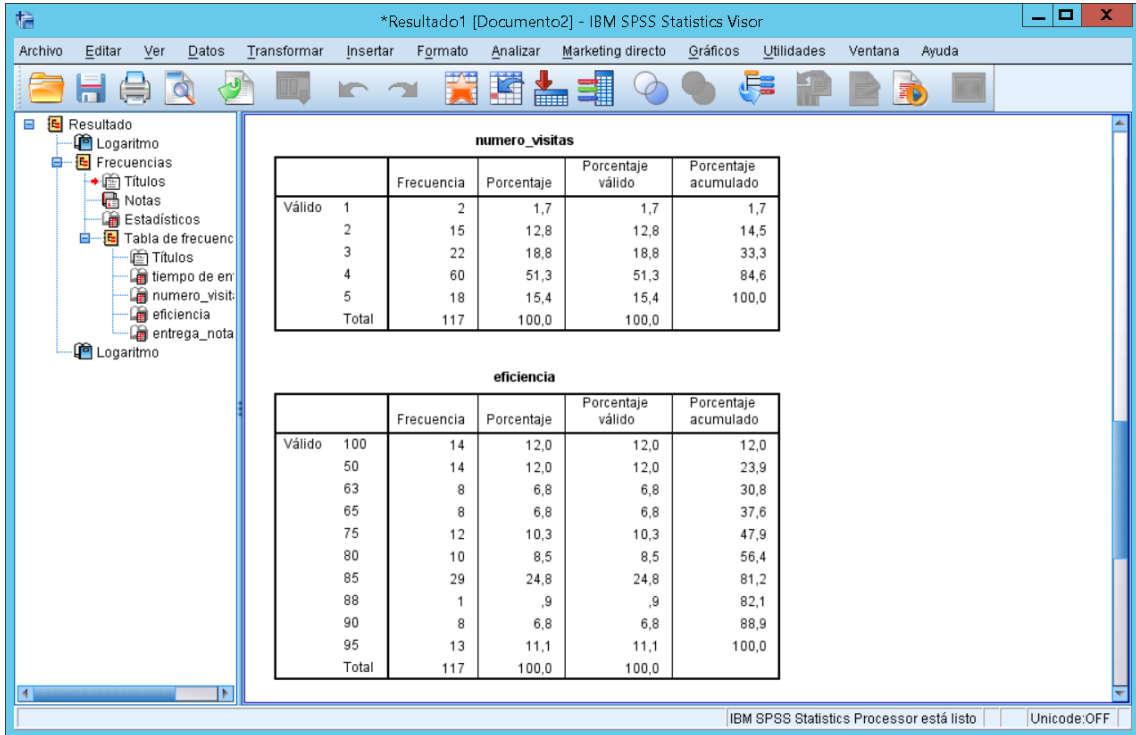 *Resultado1 [Documento2] - IBM SPSS Statistics Visor
Archivo Editar Ver Datos Transformar Insertar Formato Analizar Marketing directo Gráficos Utilidades Ventana Ayuda
Resultado
Logaritmo
Frecuencias
Títulos
Notas
Estadísticos
Tabla de frecuenc
Títulos
tiempo de en
numero_visit
eficiencia
entrega_nota
Logaritmo
numero_visitas
Frecuencia Porcentaje Porcentaje válido Porcentaje acumulado
Válido 1 2 1,7 1,7 1,7
2 15 12,8 12,8 14,5
3 22 18,8 18,8 33,3
4 60 51,3 51,3 84,6
5 18 15,4 15,4 100,0
Total 117 100,0 100,0
eficiencia
Frecuencia Porcentaje Porcentaje válido Porcentaje acumulado
Válido 100 14 12,0 12,0 12,0
50 14 12,0 12,0 23,9
63 8 6,8 6,8 30,8
65 8 6,8 6,8 37,6
75 12 10,3 10,3 47,9
80 10 8,5 8,5 56,4
85 29 24,8 24,8 81,2
88 1 ,9 ,9 82,1
90 8 6,8 6,8 88,9
95 13 11,1 11,1 100,0
Total 117 100,0 100,0
IBM SPSS Statistics Processor está listo Unicode:OFF